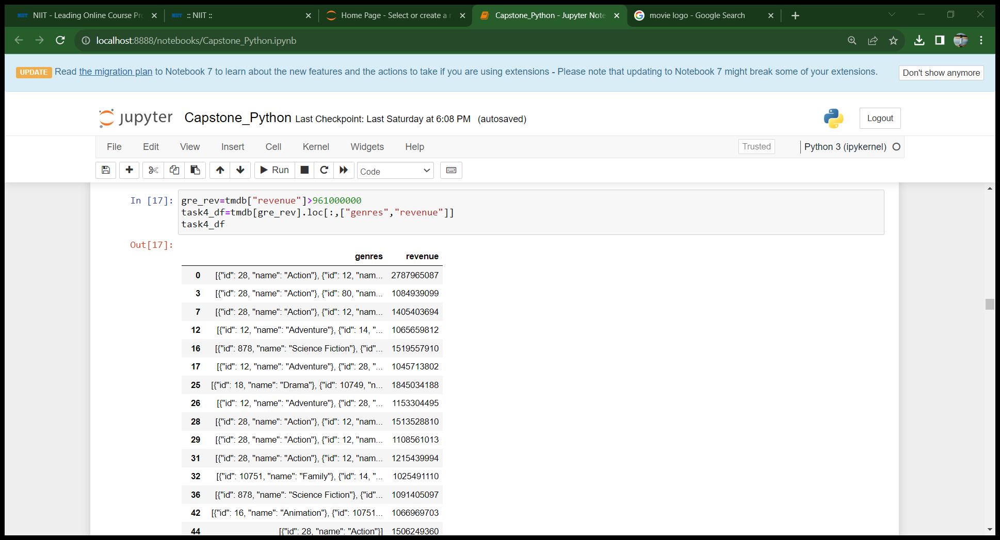 NIIT NIIT - Leading Online Course Pro
NIIT :: NIIT ::
Home Page - Select or create a n
Capstone_Python - Jupyter Note
movie logo - Google Search
localhost:8888/notebooks/Capstone_Python.ipynb
UPDATE Read the migration plan to Notebook 7 to learn about the new features and the actions to take if you are using extensions - Please note that updating to Notebook 7 might break some of your extensions. Don't show anymore
jupyter Capstone_Python Last Checkpoint: Last Saturday at 6:08 PM (autosaved) Logout
File Edit View Insert Cell Kernel Widgets Help Trusted Python 3 (ipykernel)
Run Code
In [17]: gre_rev=tmdb["revenue"]>961000000
task4_df=tmdb[gre_rev].loc[:,["genres","revenue"]]
task4_df
Out[17]:
genres revenue
0 [{"id": 28, "name": "Action"}, {"id": 12, "nam... 2787965087
3 [{"id": 28, "name": "Action"}, {"id": 80, "nam... 1084939099
7 [{"id": 28, "name": "Action"}, {"id": 12, "nam... 1405403694
12 [{"id": 12, "name": "Adventure"}, {"id": 14, "... 1065659812
16 [{"id": 878, "name": "Science Fiction"}, {"id"... 1519557910
17 [{"id": 12, "name": "Adventure"}, {"id": 28, "... 1045713802
25 [{"id": 18, "name": "Drama"}, {"id": 10749, "n... 1845034188
26 [{"id": 12, "name": "Adventure"}, {"id": 28, "... 1153304495
28 [{"id": 28, "name": "Action"}, {"id": 12, "nam... 1513528810
29 [{"id": 28, "name": "Action"}, {"id": 12, "nam... 1108561013
31 [{"id": 28, "name": "Action"}, {"id": 12, "nam... 1215439994
32 [{"id": 10751, "name": "Family"}, {"id": 14, "... 1025491110
36 [{"id": 878, "name": "Science Fiction"}, {"id"... 1091405097
42 [{"id": 16, "name": "Animation"}, {"id": 10751... 1066969703
44 [{"id": 28, "name": "Action"}] 1506249360